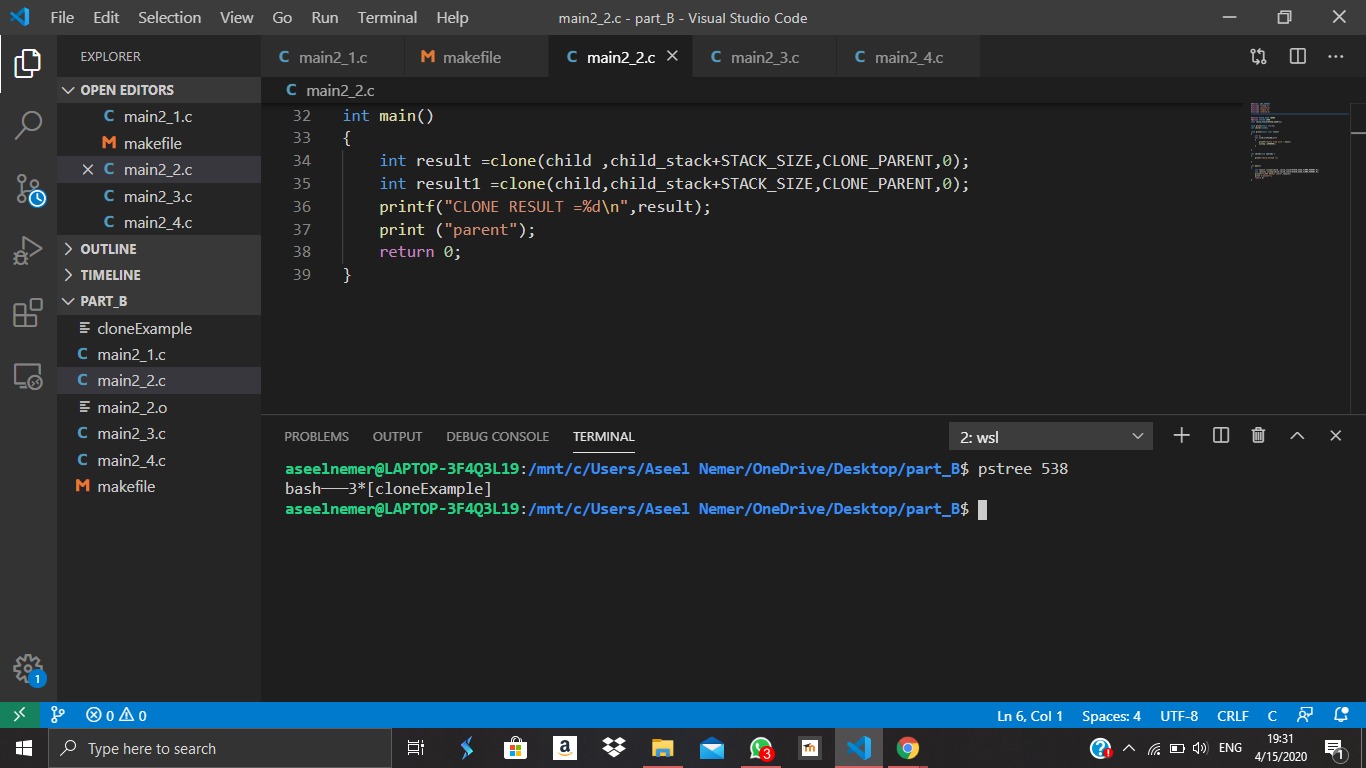 File Edit Selection View Go Run Terminal Help
main2_2.c - part_B - Visual Studio Code
EXPLORER
OPEN EDITORS
main2_1.c
makefile
main2_2.c
main2_3.c
main2_4.c
OUTLINE
TIMELINE
PART_B
cloneExample
main2_1.c
main2_2.c
main2_2.o
main2_3.c
main2_4.c
makefile
1
C main2_1.c M makefile C main2_2.c C main2_3.c C main2_4.c
C main2_2.c
32 int main()
33 {
34 int result =clone(child ,child_stack+STACK_SIZE,CLONE_PARENT,0);
35 int result1 =clone(child,child_stack+STACK_SIZE,CLONE_PARENT,0);
36 printf("CLONE RESULT =%d\n",result);
37 print ("parent");
38 return 0;
39 }
PROBLEMS OUTPUT DEBUG CONSOLE TERMINAL 2: wsl
aseelnemer@LAPTOP-3F4Q3L19:/mnt/c/Users/Aseel Nemer/OneDrive/Desktop/part_B$ pstree 538
bash───3*[cloneExample]
aseelnemer@LAPTOP-3F4Q3L19:/mnt/c/Users/Aseel Nemer/OneDrive/Desktop/part_B$
0 0 Ln 6, Col 1 Spaces: 4 UTF-8 CRLF C
Type here to search
a
3
m
ENG
19:31
4/15/2020
1